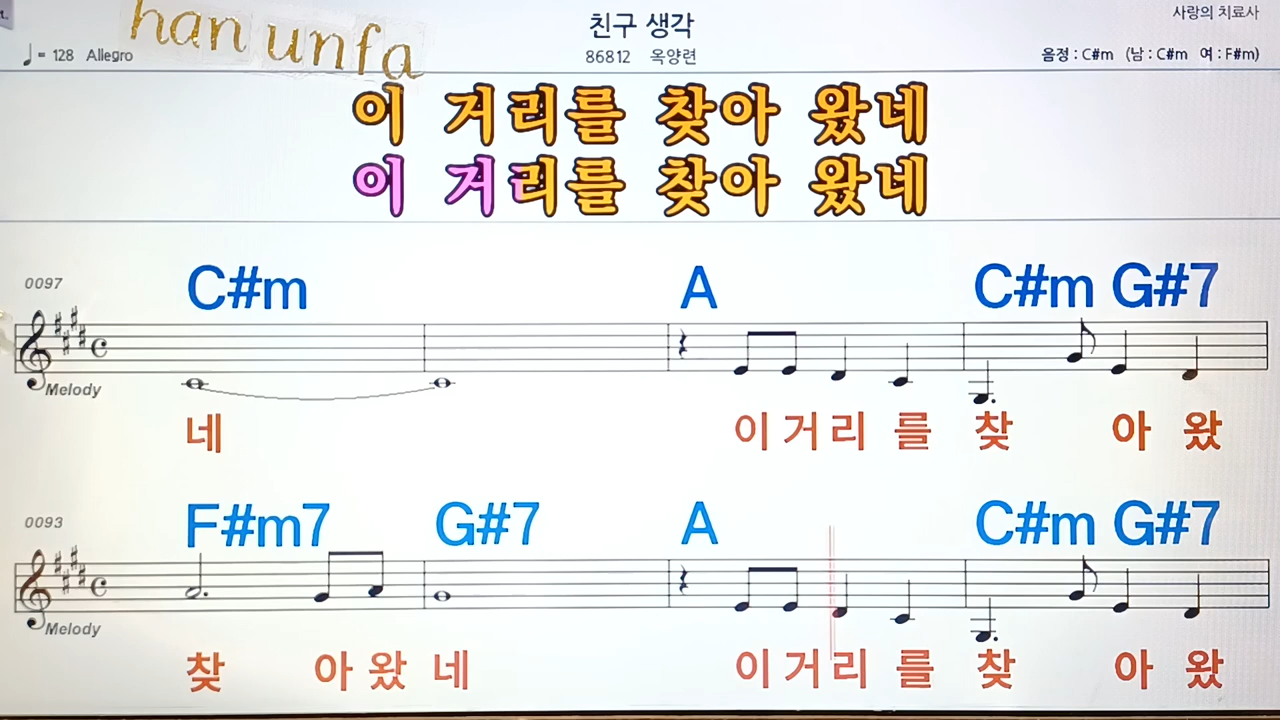 han unfa
친구 생각
사랑의 치료사
♩ = 128 Allegro
86812 옥양련
음정 : C#m (남 : C#m 여 : F#m)
이 거리를 찾아 왔네
이 거리를 찾아 왔네
0097
C#m A C#m G#7
Melody
네 이 거 리 를 찾 아 왔
0093
F#m7 G#7 A C#m G#7
Melody
찾 아 왔 네 이 거 리 를 찾 아 왔